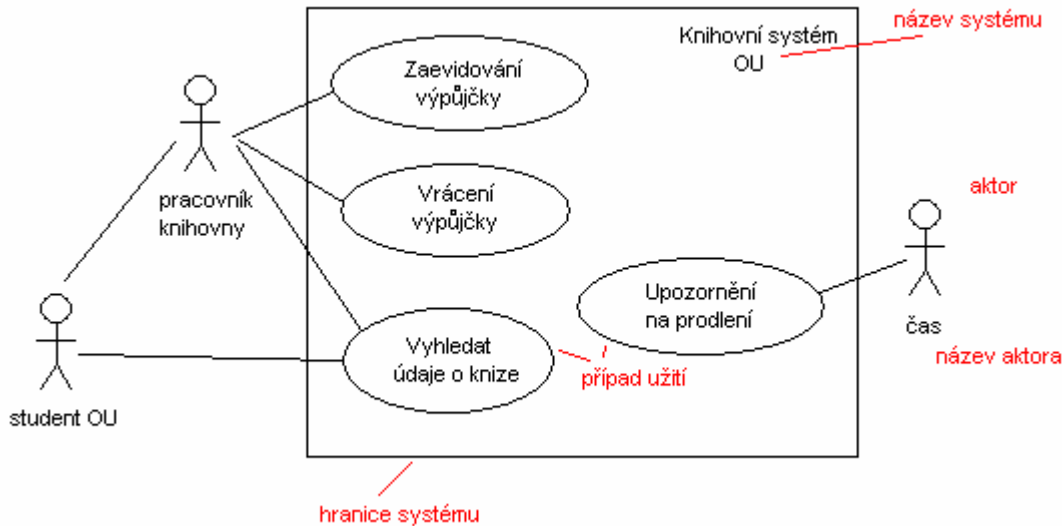 název systému
Knihovní systém
OU
Zaevidování
výpůjčky
Vrácení
výpůjčky
pracovník
knihovny
aktor
Upozornění
na prodlení
čas
název aktora
Vyhledat
údaje o knize
případ užití
student OU
hranice systému